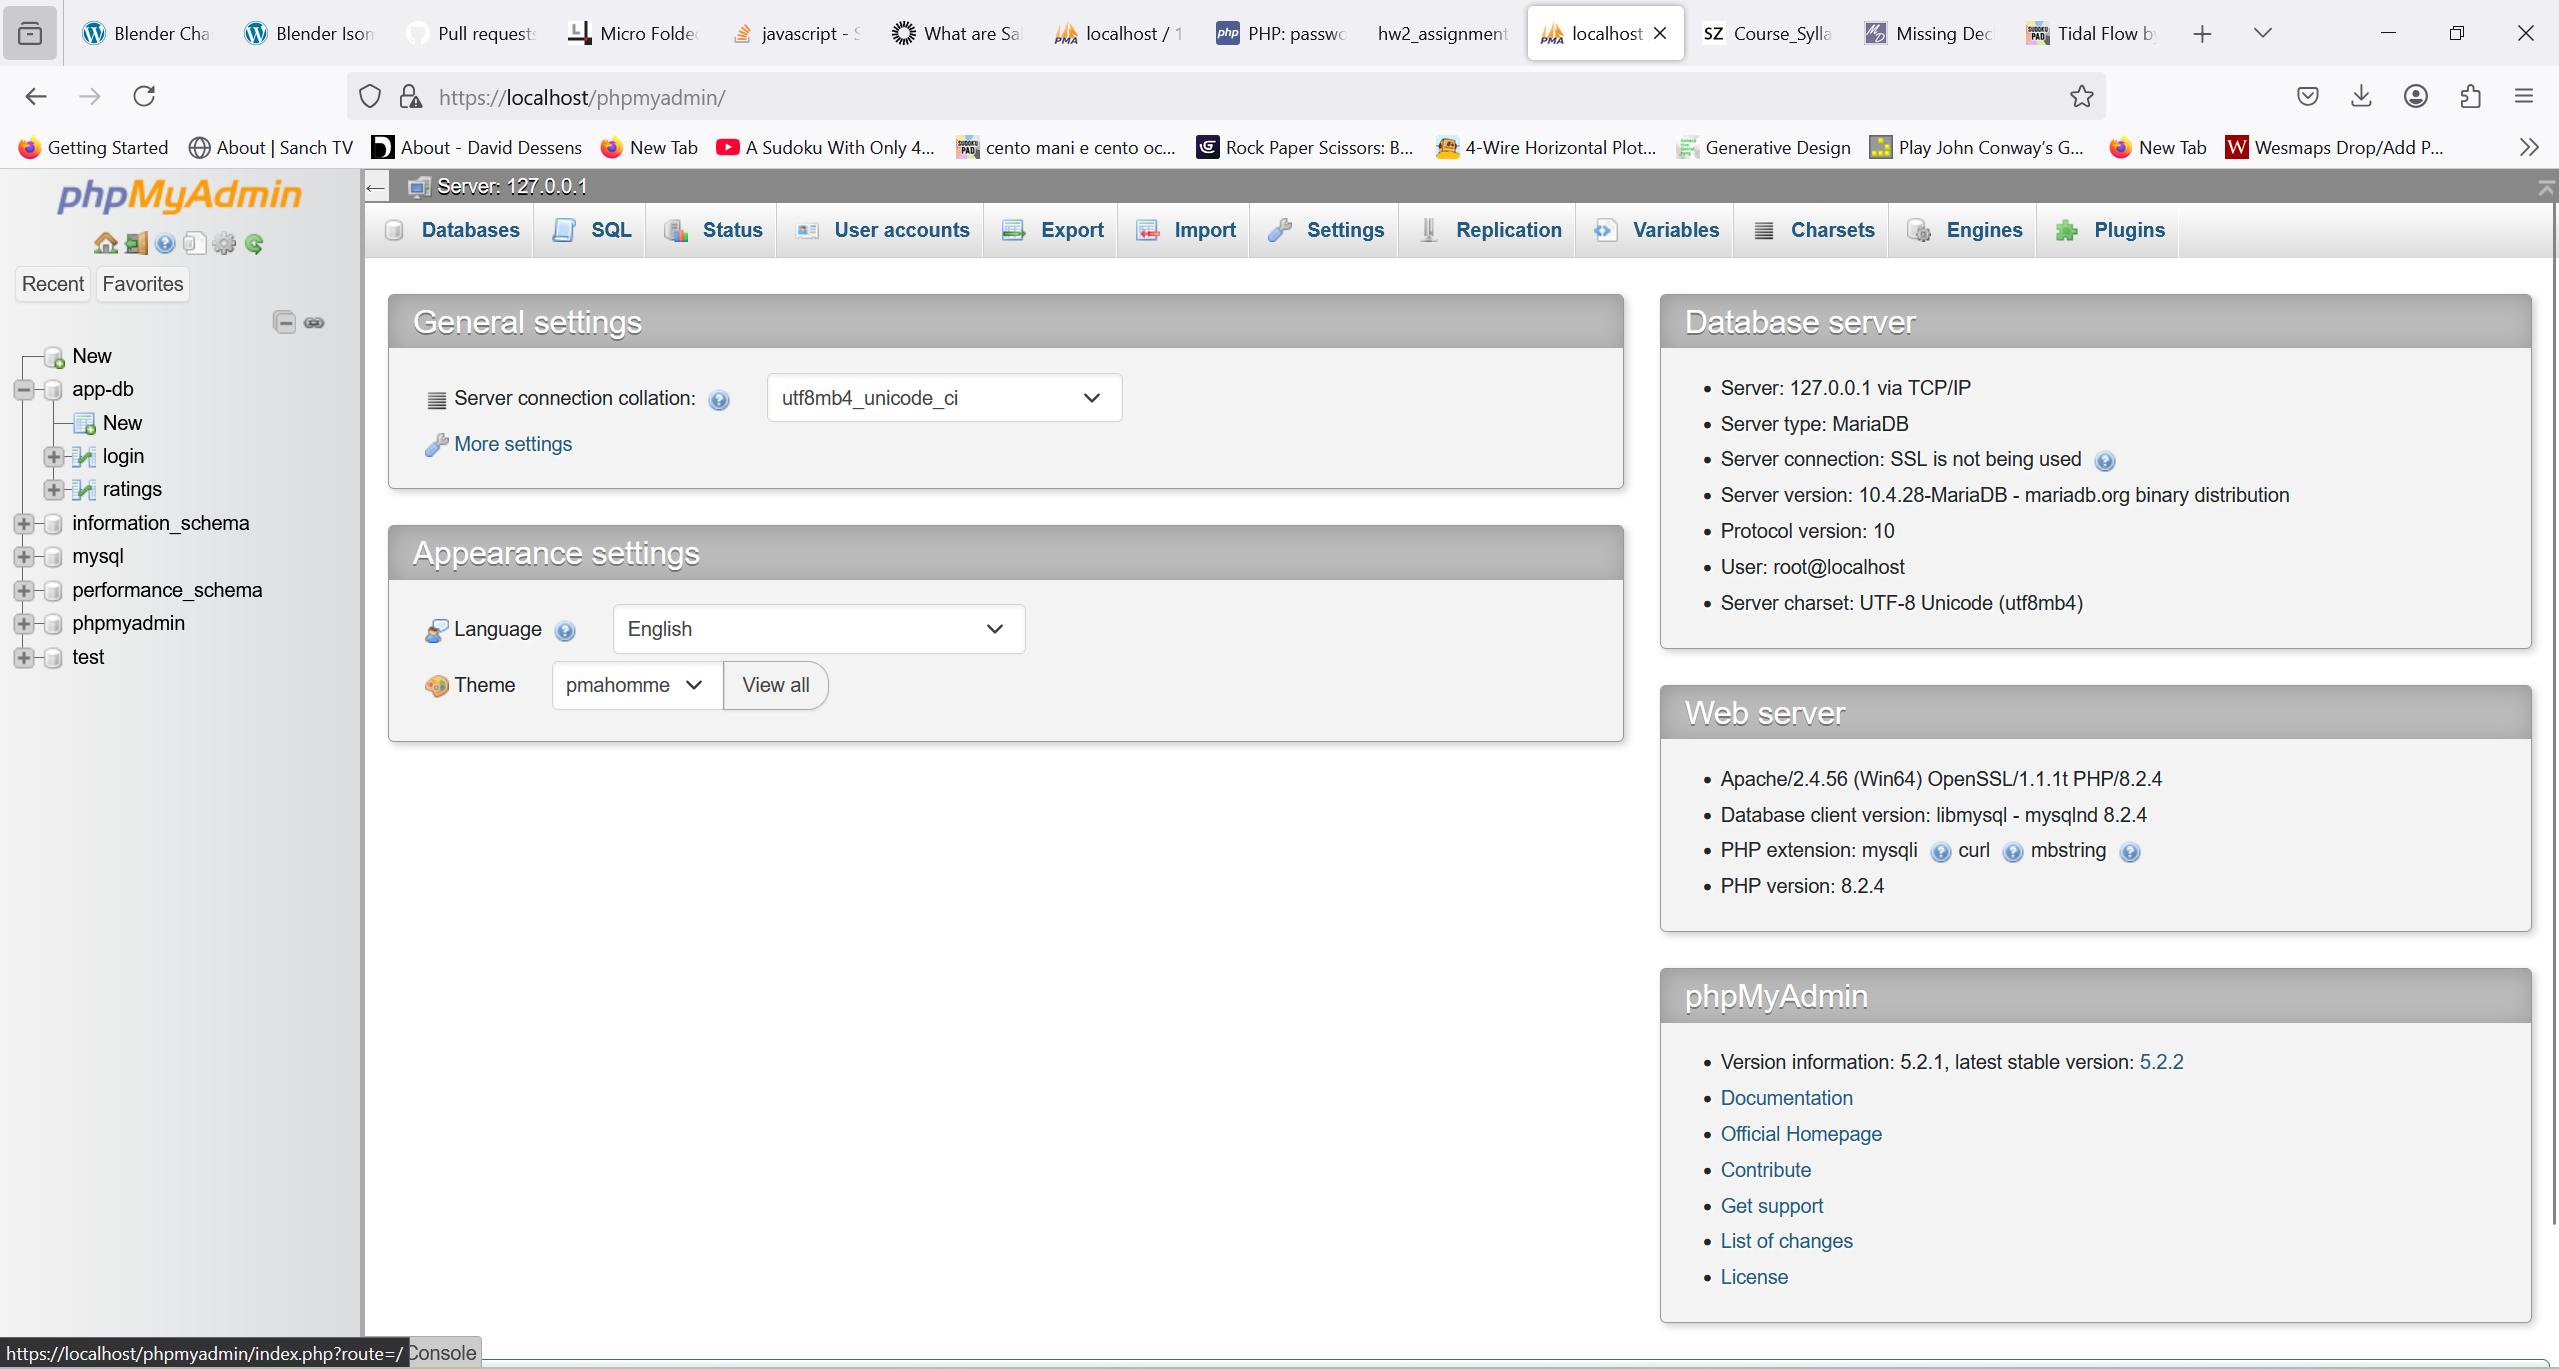 Blender Cha
Blender Ison
Pull requests
Micro Folde
javascript - S
What are Sal
localhost / 1
php PHP: passwo
hw2_assignment
localhost
SZ Course_Sylla
Missing Dec
Tidal Flow by
https://localhost/phpmyadmin/
Getting Started
About | Sanch TV
About - David Dessens
New Tab
A Sudoku With Only 4...
cento mani e cento oc...
Rock Paper Scissors: B...
4-Wire Horizontal Plot...
Generative Design
Play John Conway's G...
New Tab
Wesmaps Drop/Add P...
phpMyAdmin
Recent
Favorites
New
app-db
New
login
ratings
information_schema
mysql
performance_schema
phpmyadmin
test
Server: 127.0.0.1
Databases
SQL
Status
User accounts
Export
Import
Settings
Replication
Variables
Charsets
Engines
Plugins
General settings
Server connection collation:
utf8mb4_unicode_ci
More settings
Appearance settings
Language
English
Theme
pmahomme
View all
Database server
• Server: 127.0.0.1 via TCP/IP
• Server type: MariaDB
• Server connection: SSL is not being used
• Server version: 10.4.28-MariaDB - mariadb.org binary distribution
• Protocol version: 10
• User: root@localhost
• Server charset: UTF-8 Unicode (utf8mb4)
Web server
• Apache/2.4.56 (Win64) OpenSSL/1.1.1t PHP/8.2.4
• Database client version: libmysql - mysqlnd 8.2.4
• PHP extension: mysqli curl mbstring
• PHP version: 8.2.4
phpMyAdmin
• Version information: 5.2.1, latest stable version: 5.2.2
• Documentation
• Official Homepage
• Contribute
• Get support
• List of changes
• License
https://localhost/phpmyadmin/index.php?route=/
Console